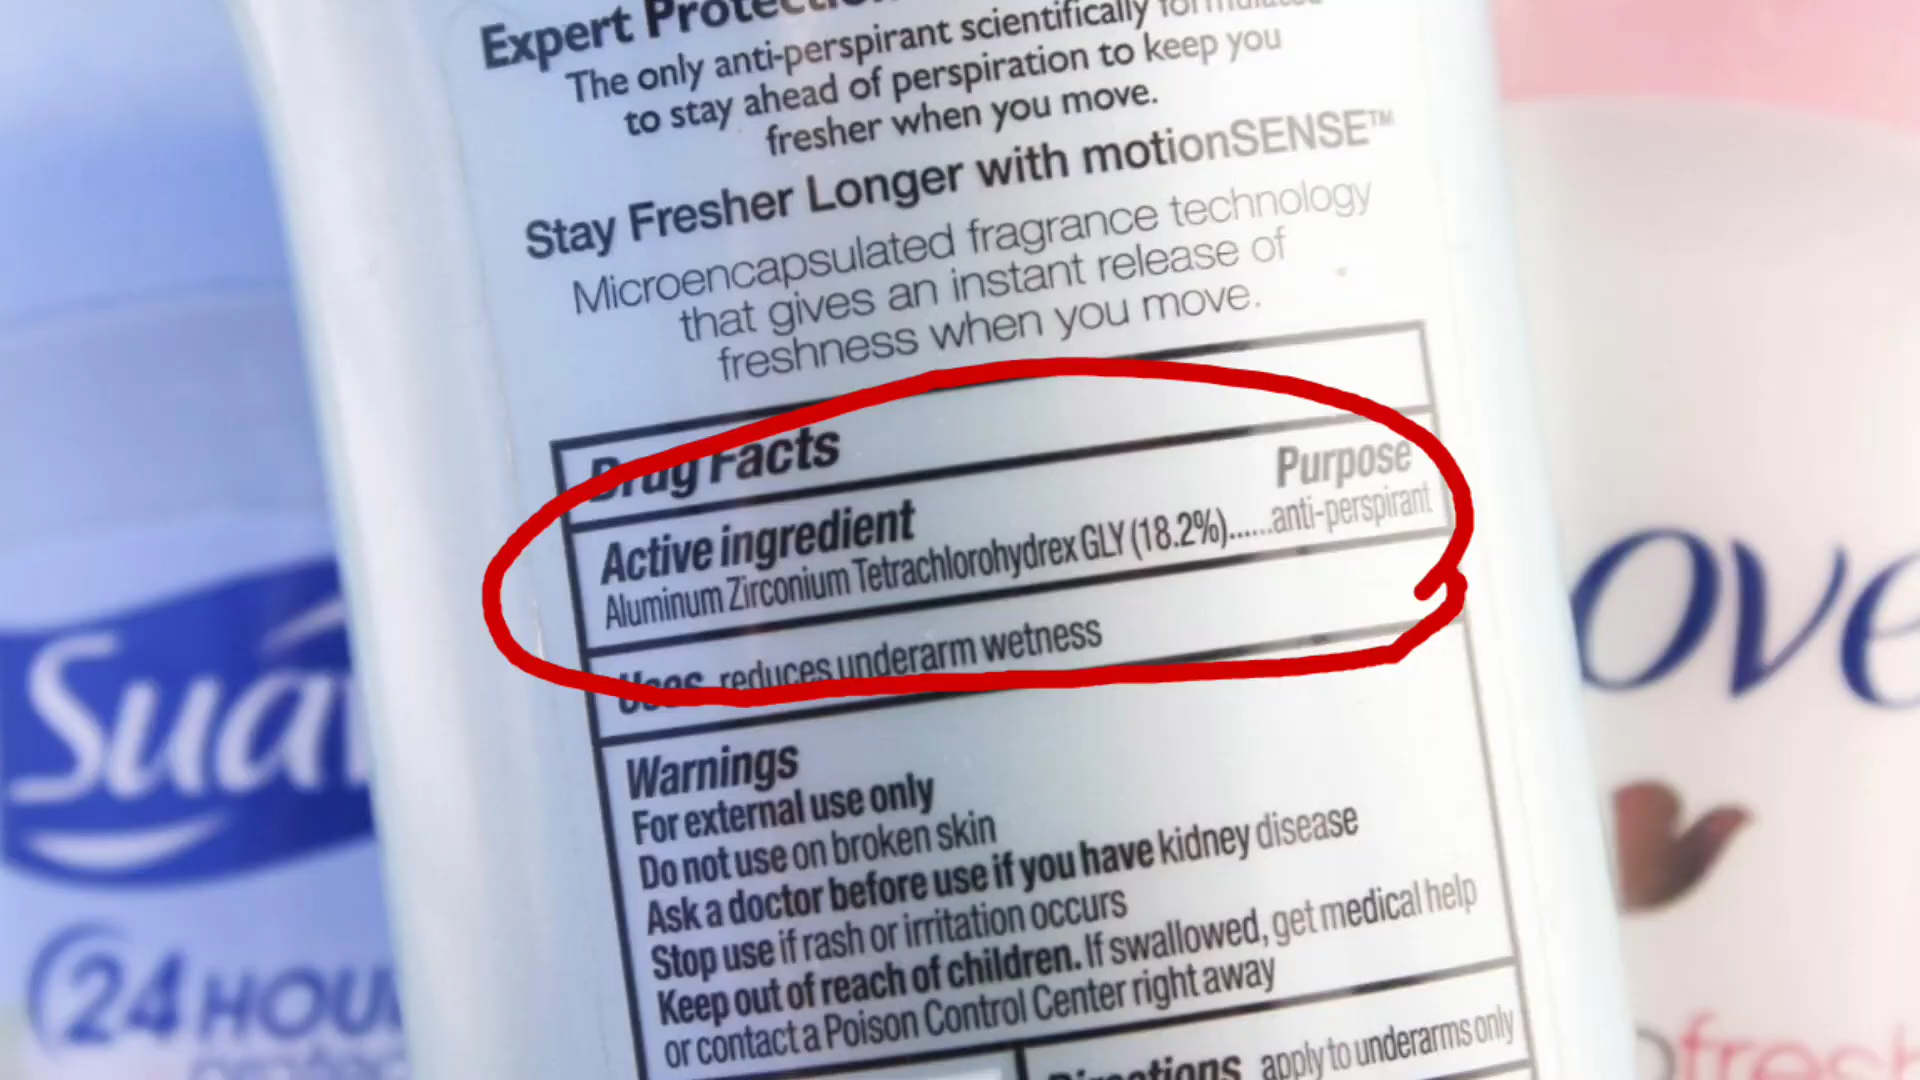 Expert
The only anti-perspirant scientifically formulated
to stay ahead of perspiration to keep you
fresher when you move.
Stay Fresher Longer with motionSENSE™
Microencapsulated fragrance technology
that gives an instant release of
freshness when you move.
Drug Facts
Active ingredient Purpose
Aluminum Zirconium Tetrachlorohydrex GLY (18.2%)......anti-perspirant
Uses reduces underarm wetness
Warnings
For external use only
Do not use on broken skin
Ask a doctor before use if you have kidney disease
Stop use if rash or irritation occurs
Keep out of reach of children. If swallowed, get medical help
or contact a Poison Control Center right away
Directions apply to underarms only
Sua
24 HOU
ove
fresh